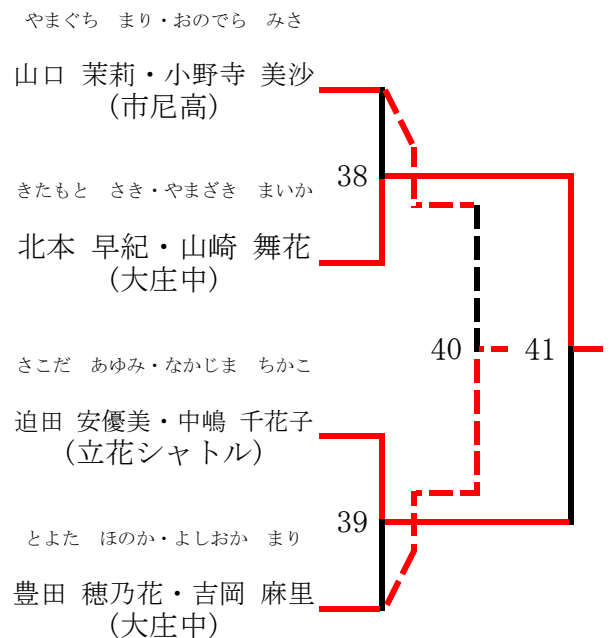 やまぐち　まり・おのでら　みさ
山口 茉莉・小野寺 美沙
(市尼高)
38
きたもと　さき・やまざき　まいか
北本 早紀・山崎 舞花
(大庄中)
40 41
さこだ　あゆみ・なかじま　ちかこ
迫田 安優美・中嶋 千花子
(立花シャトル)
39
とよた　ほのか・よしおか　まり
豊田 穂乃花・吉岡 麻里
(大庄中)